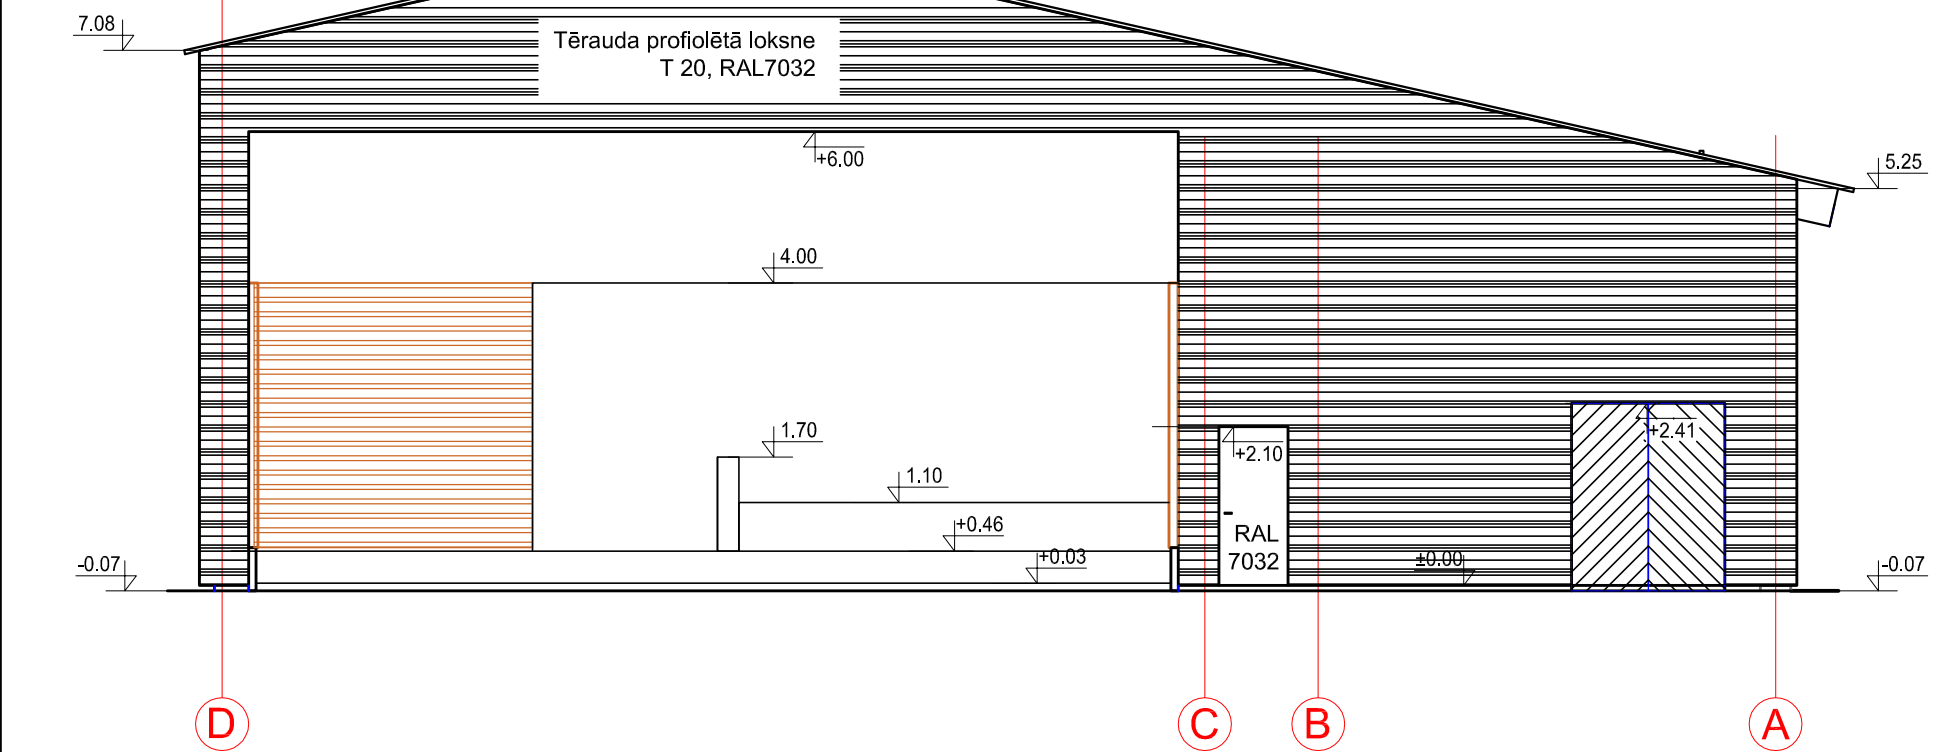 7.08
Tērauda profiolētā loksne
T 20, RAL7032
+6.00
5.25
4.00
1.70
+2.41
+2.10
1.10
+0.46
RAL
7032
+0.03
±0.00
-0.07
-0.07
D
C
B
A